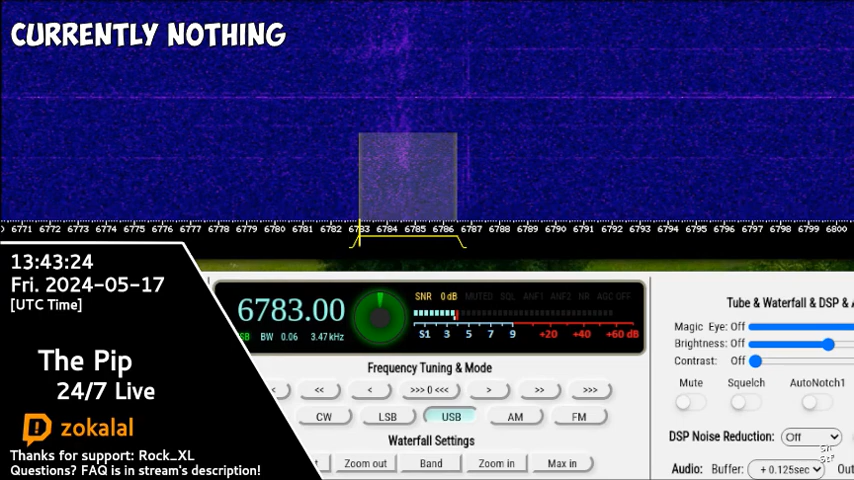 CURRENTLY NOTHING
6771 6772 6773 6774 6775 6776 6777 6778 6779 6780 6781 6782 6783 6784 6785 6786 6787 6788 6789 6790 6791 6792 6793 6794 6795 6796 6797 6798 6799 6800
13:43:24
Fri. 2024-05-17
[UTC Time]
The Pip
24/7 Live
zokalal
Thanks for support: Rock_XL
Questions? FAQ is in stream's description!
6783.00
SB BW 0.06 3.47 kHz
SNR 0 dB MUTED SQL ANF1 ANF2 NR AGC OFF
S1 3 5 7 9 +20 +40 +60 dB
Frequency Tuning & Mode
< << < >>> 0 <<< > >> >>>
CW LSB USB AM FM
Waterfall Settings
t Zoom out Band Zoom in Max in
Tube & Waterfall & DSP & A
Magic Eye: Off
Brightness: Off
Contrast: Off
Mute Squelch AutoNotch1
DSP Noise Reduction: Off
Audio: Buffer: + 0.125sec Out